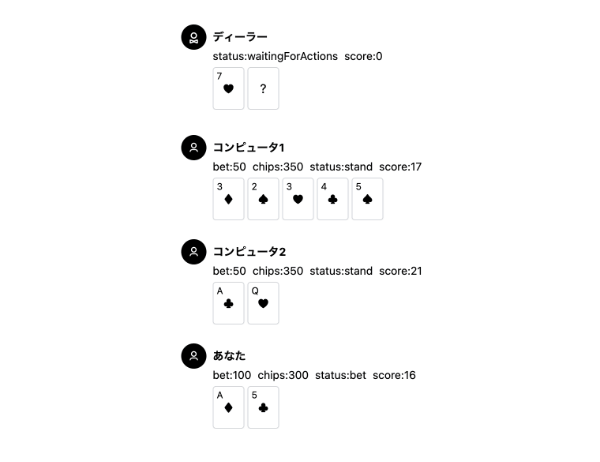 ディーラー
status:waitingForActions score:0
7 ?
コンピュータ1
bet:50 chips:350 status:stand score:17
3 2 3 4 5
コンピュータ2
bet:50 chips:350 status:stand score:21
A Q
あなた
bet:100 chips:300 status:bet score:16
A 5